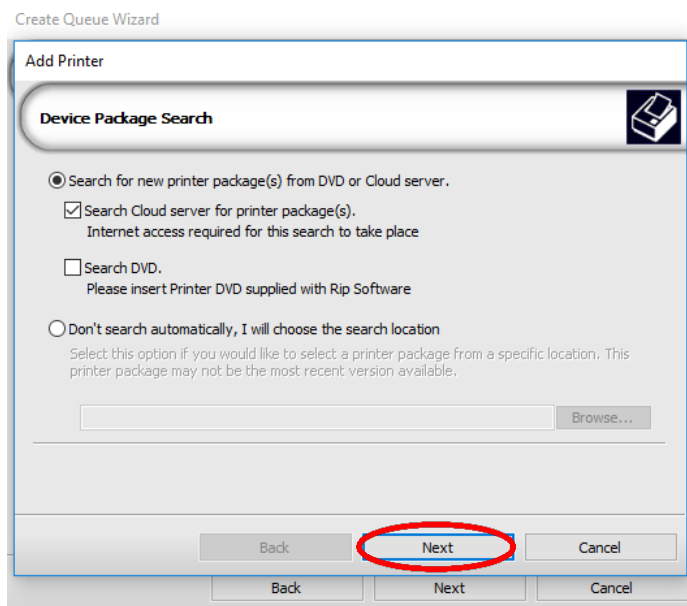 Create Queue Wizard
Add Printer
Device Package Search
Search for new printer package(s) from DVD or Cloud server.
Search Cloud server for printer package(s).
Internet access required for this search to take place
Search DVD.
Please insert Printer DVD supplied with Rip Software
Don't search automatically, I will choose the search location
Select this option if you would like to select a printer package from a specific location. This
printer package may not be the most recent version available.
Browse...
Back Next Cancel
Back Next Cancel